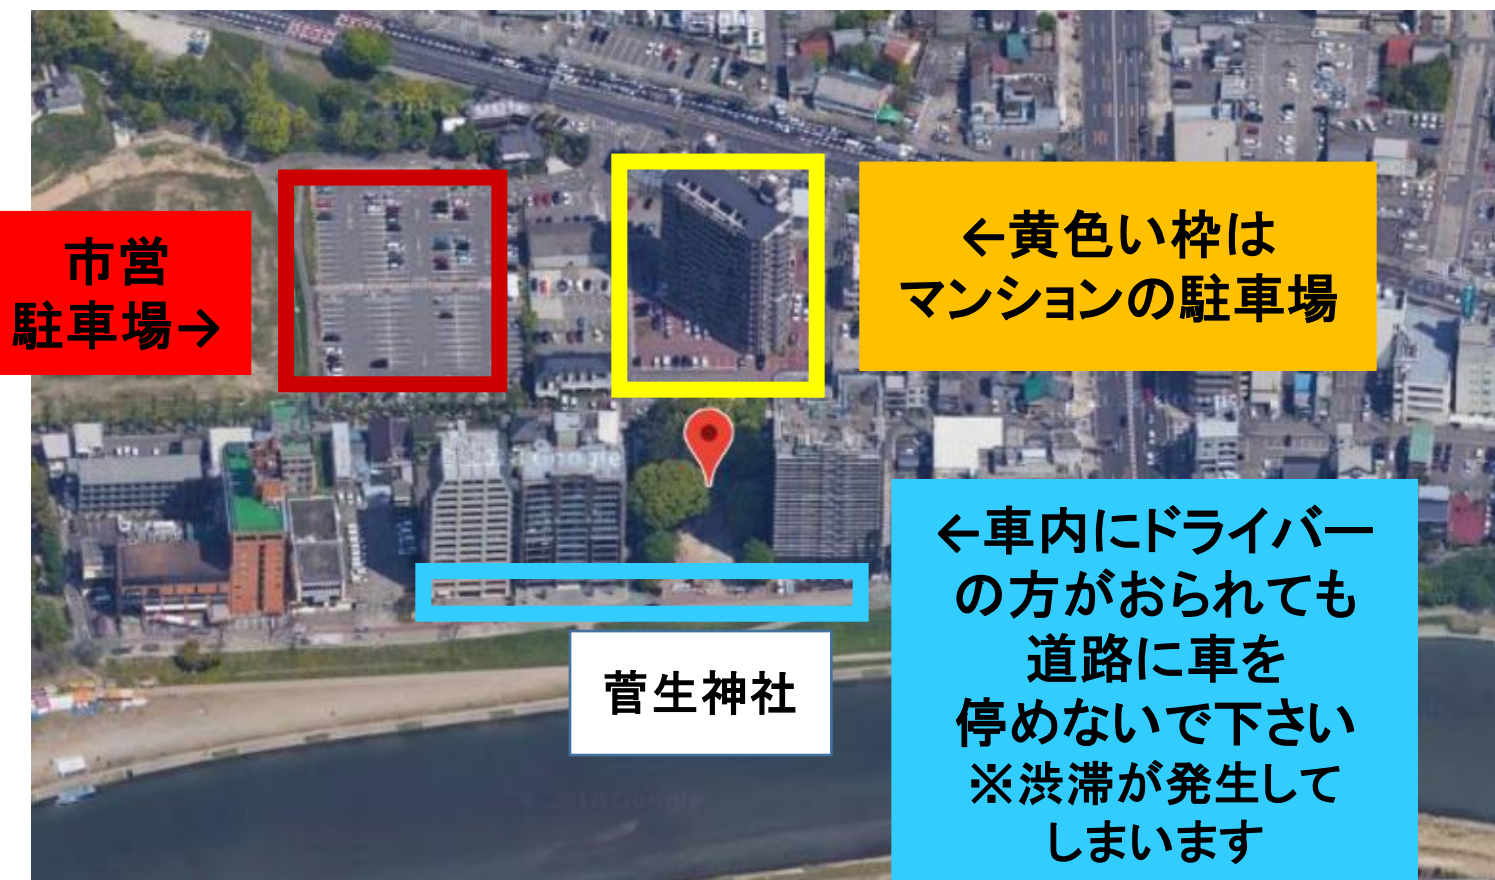 市営
駐車場→
←黄色い枠は
マンションの駐車場
←車内にドライバー
の方がおられても
道路に車を
停めないで下さい
※渋滞が発生して
しまいます
菅生神社
Google